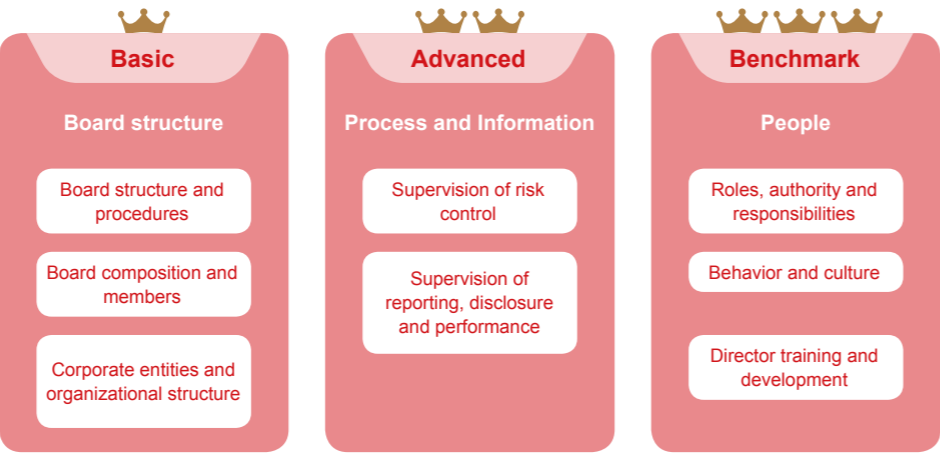 Basic
Board structure
Board structure and
procedures
Board composition and
members
Corporate entities and
organizational structure
Advanced
Process and Information
Supervision of risk
control
Supervision of
reporting, disclosure
and performance
Benchmark
People
Roles, authority and
responsibilities
Behavior and culture
Director training and
development